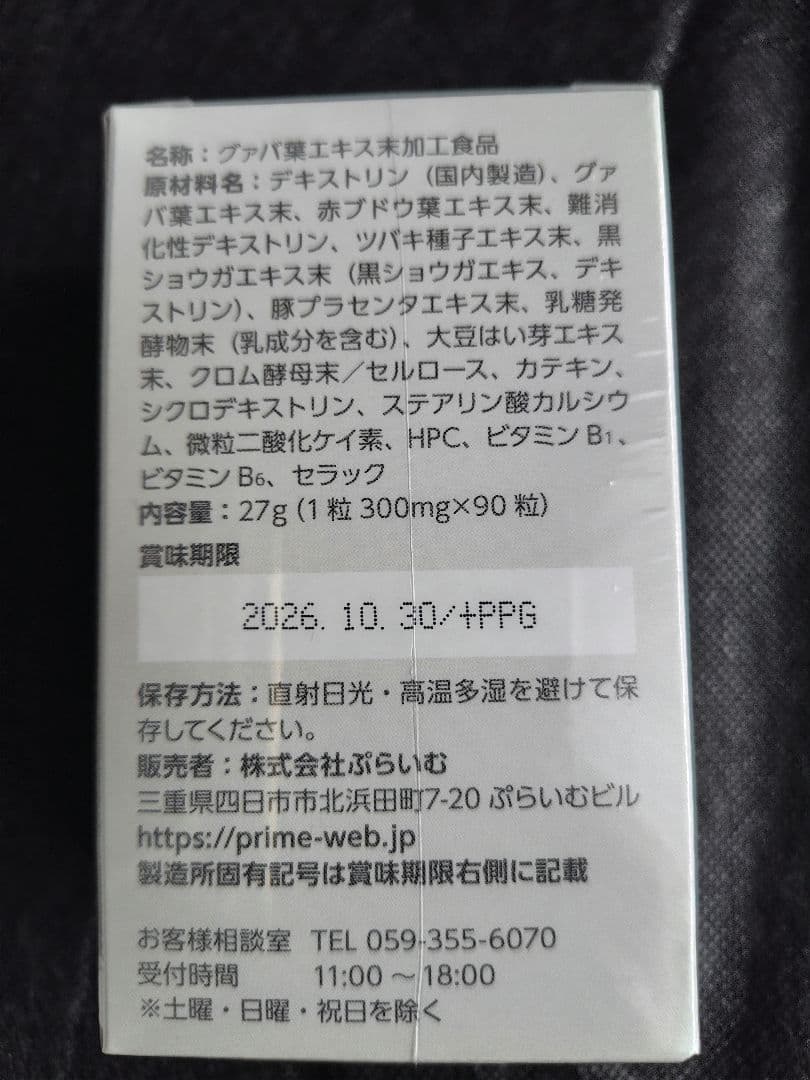 名称：グァバ葉エキス末加工食品
原材料名：デキストリン（国内製造）、グァ
バ葉エキス末、赤ブドウ葉エキス末、難消
化性デキストリン、ツバキ種子エキス末、黒
ショウガエキス末（黒ショウガエキス、デキ
ストリン）、豚プラセンタエキス末、乳糖発
酵物末（乳成分を含む）、大豆はい芽エキス
末、クロム酵母末／セルロース、カテキン、
シクロデキストリン、ステアリン酸カルシウ
ム、微粒二酸化ケイ素、HPC、ビタミンB₁、
ビタミンB₆、セラック
内容量：27g（1粒300mg×90粒）
賞味期限
2026. 10. 30/+PPG
保存方法：直射日光・高温多湿を避けて保
存してください。
販売者：株式会社ぷらいむ
三重県四日市市北浜田町7-20 ぷらいむビル
https://prime-web.jp
製造所固有記号は賞味期限右側に記載
お客様相談室 TEL 059-355-6070
受付時間 11:00～18:00
※土曜・日曜・祝日を除く